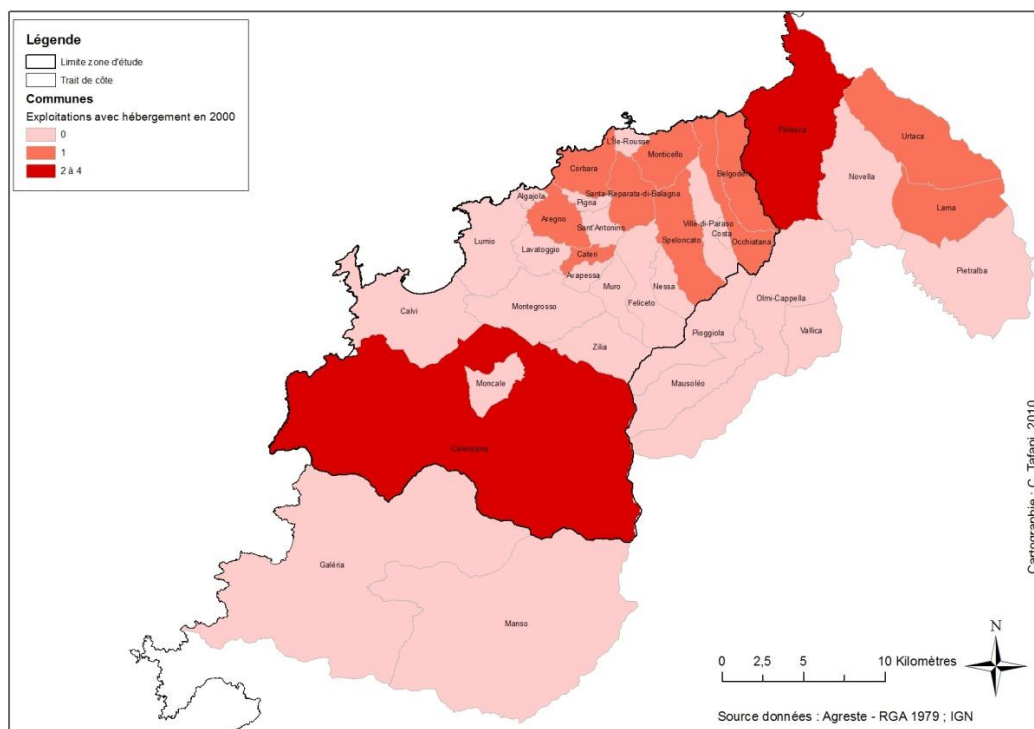 Légende
Limite zone d'étude
Trait de côte
Communes
Exploitations avec hébergement en 2000
0
1
2 à 4
Palasca
Urtaca
L'Ile-Rousse
Monticello
Corbara
Belgodère
Novella
Algajola
Pigna
Santa-Reparata-di-Balagna
Lama
Aregno
Sant'Antonino
Ville-di-Paraso
Costa
Lumio
Lavatoggio
Cateri
Speloncato
Occhiatana
Avapessa
Pietralba
Muro
Nessa
Olmi-Cappella
Calvi
Montegrosso
Feliceto
Pioggiola
Vallica
Zilia
Moncale
Mausoléo
Calenzana
Galéria
Manso
Cartographie : C. Tafani, 2010
N
0 2,5 5 10 Kilomètres
Source données : Agreste - RGA 1979 ; IGN